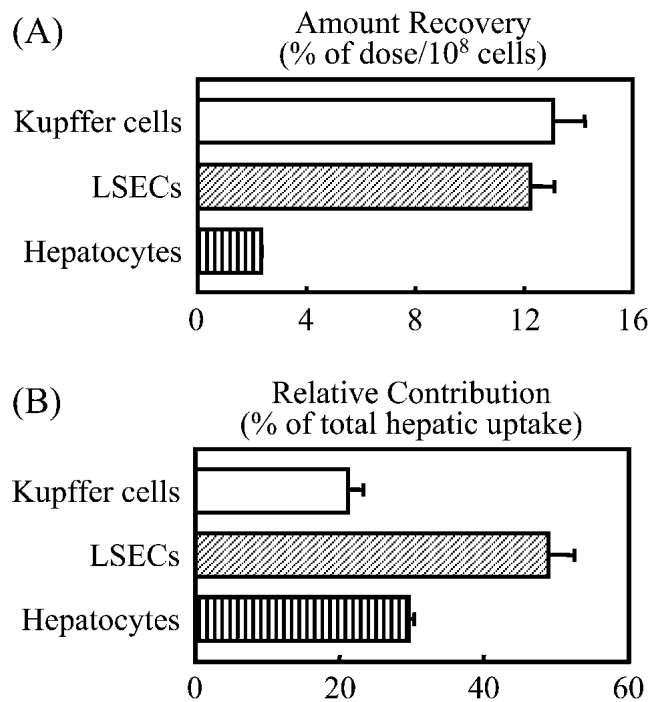 (A)
Amount Recovery
(% of dose/10⁸ cells)
Kupffer cells
LSECs
Hepatocytes
0 4 8 12 16
(B)
Relative Contribution
(% of total hepatic uptake)
Kupffer cells
LSECs
Hepatocytes
0 20 40 60